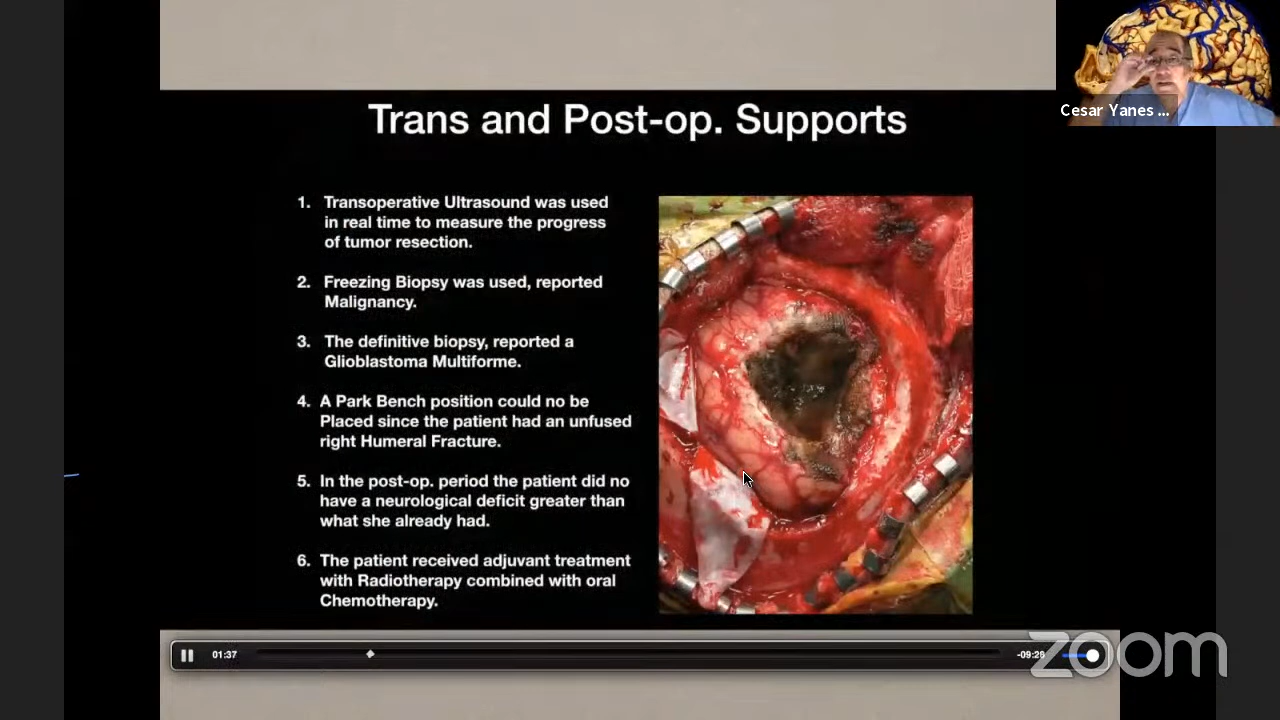 Cesar Yanes ...
Trans and Post-op. Supports
1. Transoperative Ultrasound was used
in real time to measure the progress
of tumor resection.
2. Freezing Biopsy was used, reported
Malignancy.
3. The definitive biopsy, reported a
Glioblastoma Multiforme.
4. A Park Bench position could no be
Placed since the patient had an unfused
right Humeral Fracture.
5. In the post-op. period the patient did no
have a neurological deficit greater than
what she already had.
6. The patient received adjuvant treatment
with Radiotherapy combined with oral
Chemotherapy.
01:37
zoom